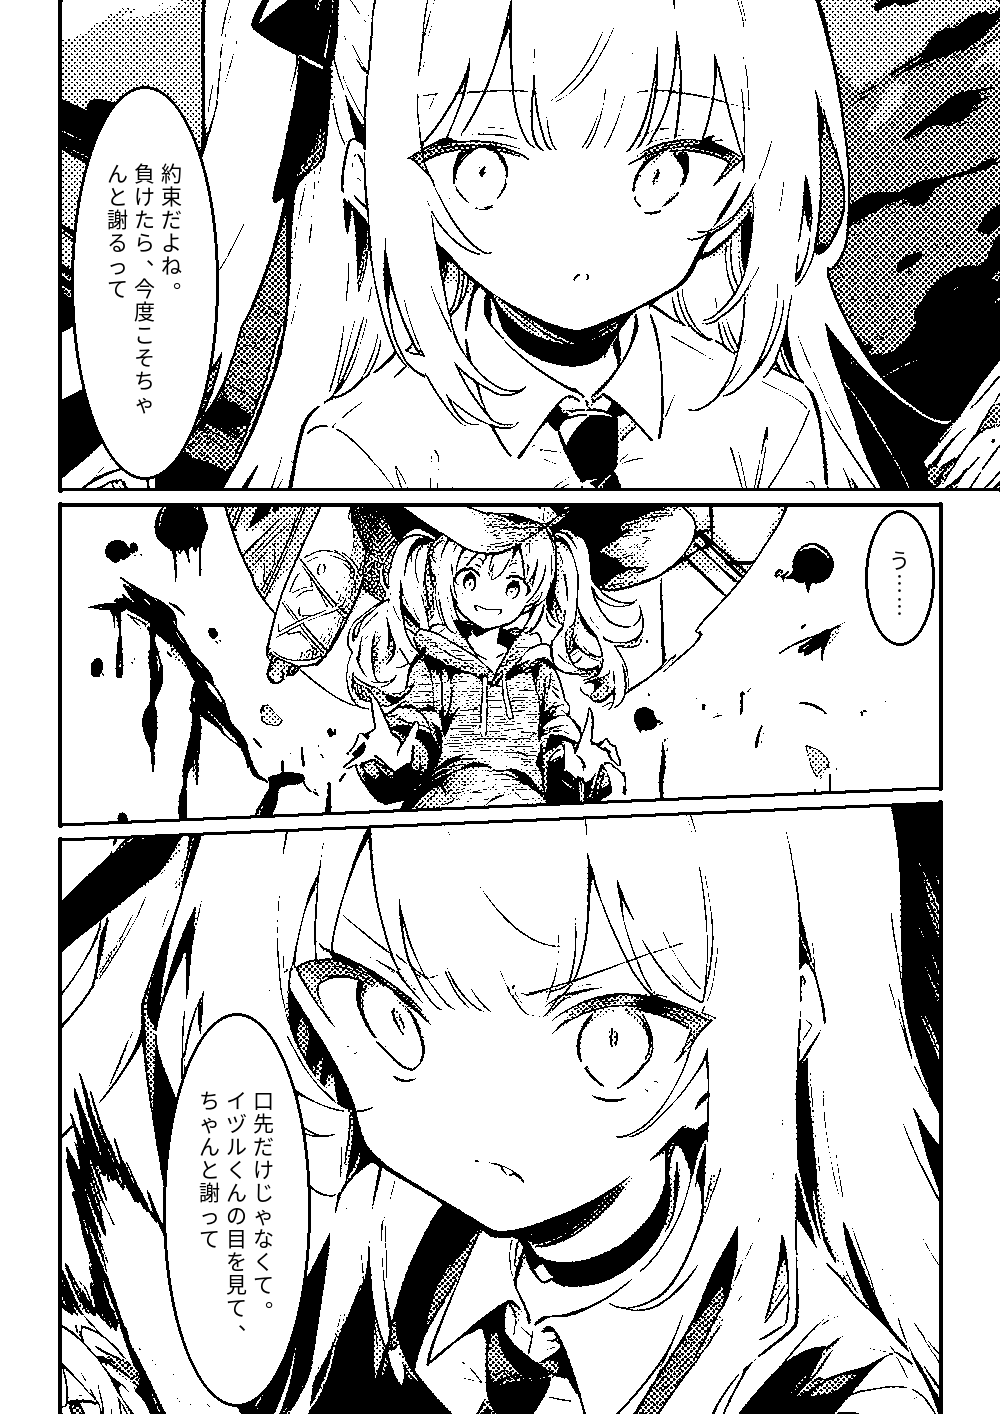 約束だよね。
負けたら、今度こそちゃ
んと謝るって
う……
口先だけじゃなくて。
イヅルくんの目を見て、
ちゃんと謝って